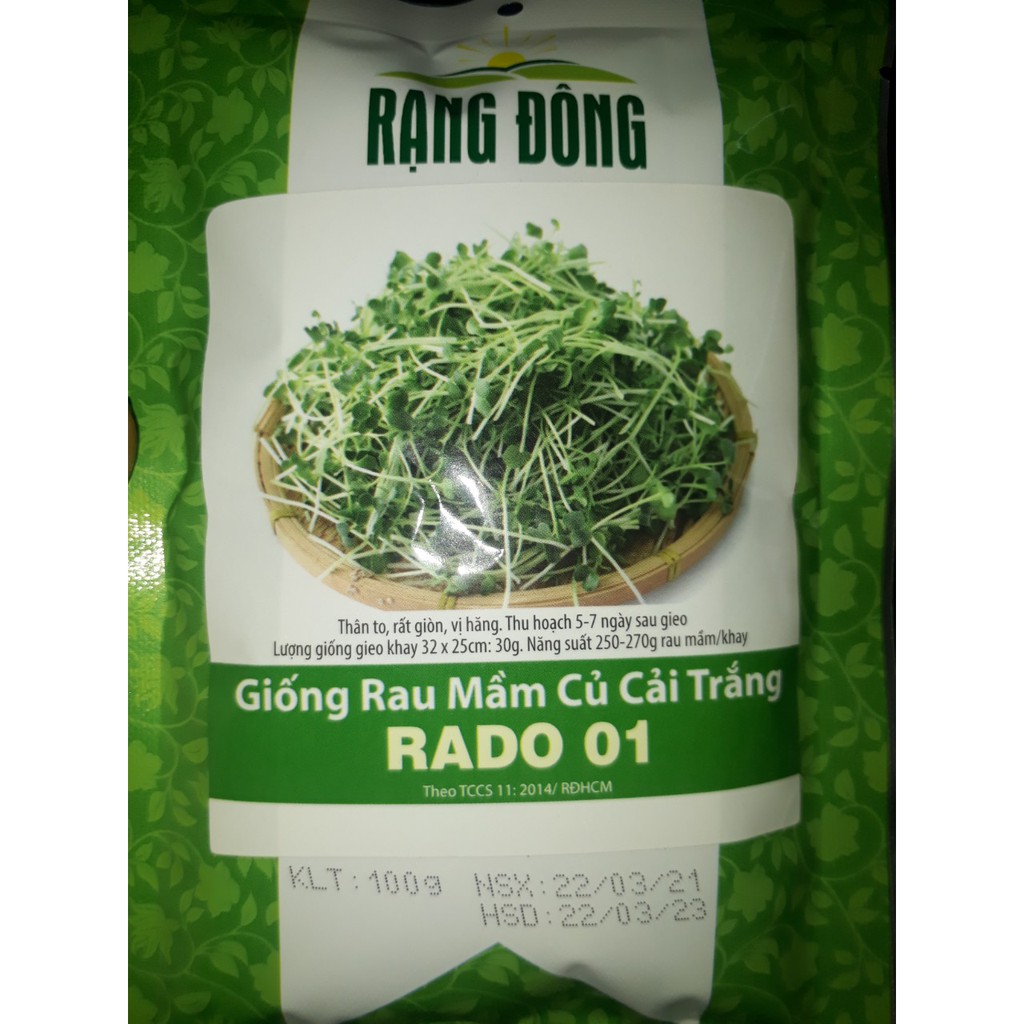 RẠNG ĐÔNG
Thân to, rất giòn, vị hăng. Thu hoạch 5-7 ngày sau gieo
Lượng giống gieo khay 32 x 25cm: 30g. Năng suất 250-270g rau mầm/khay
Giống Rau Mầm Củ Cải Trắng
RADO 01
Theo TCCS 11: 2014/ RĐHCM
KLT: 100g NSX: 22/03/21
HSD: 22/03/23